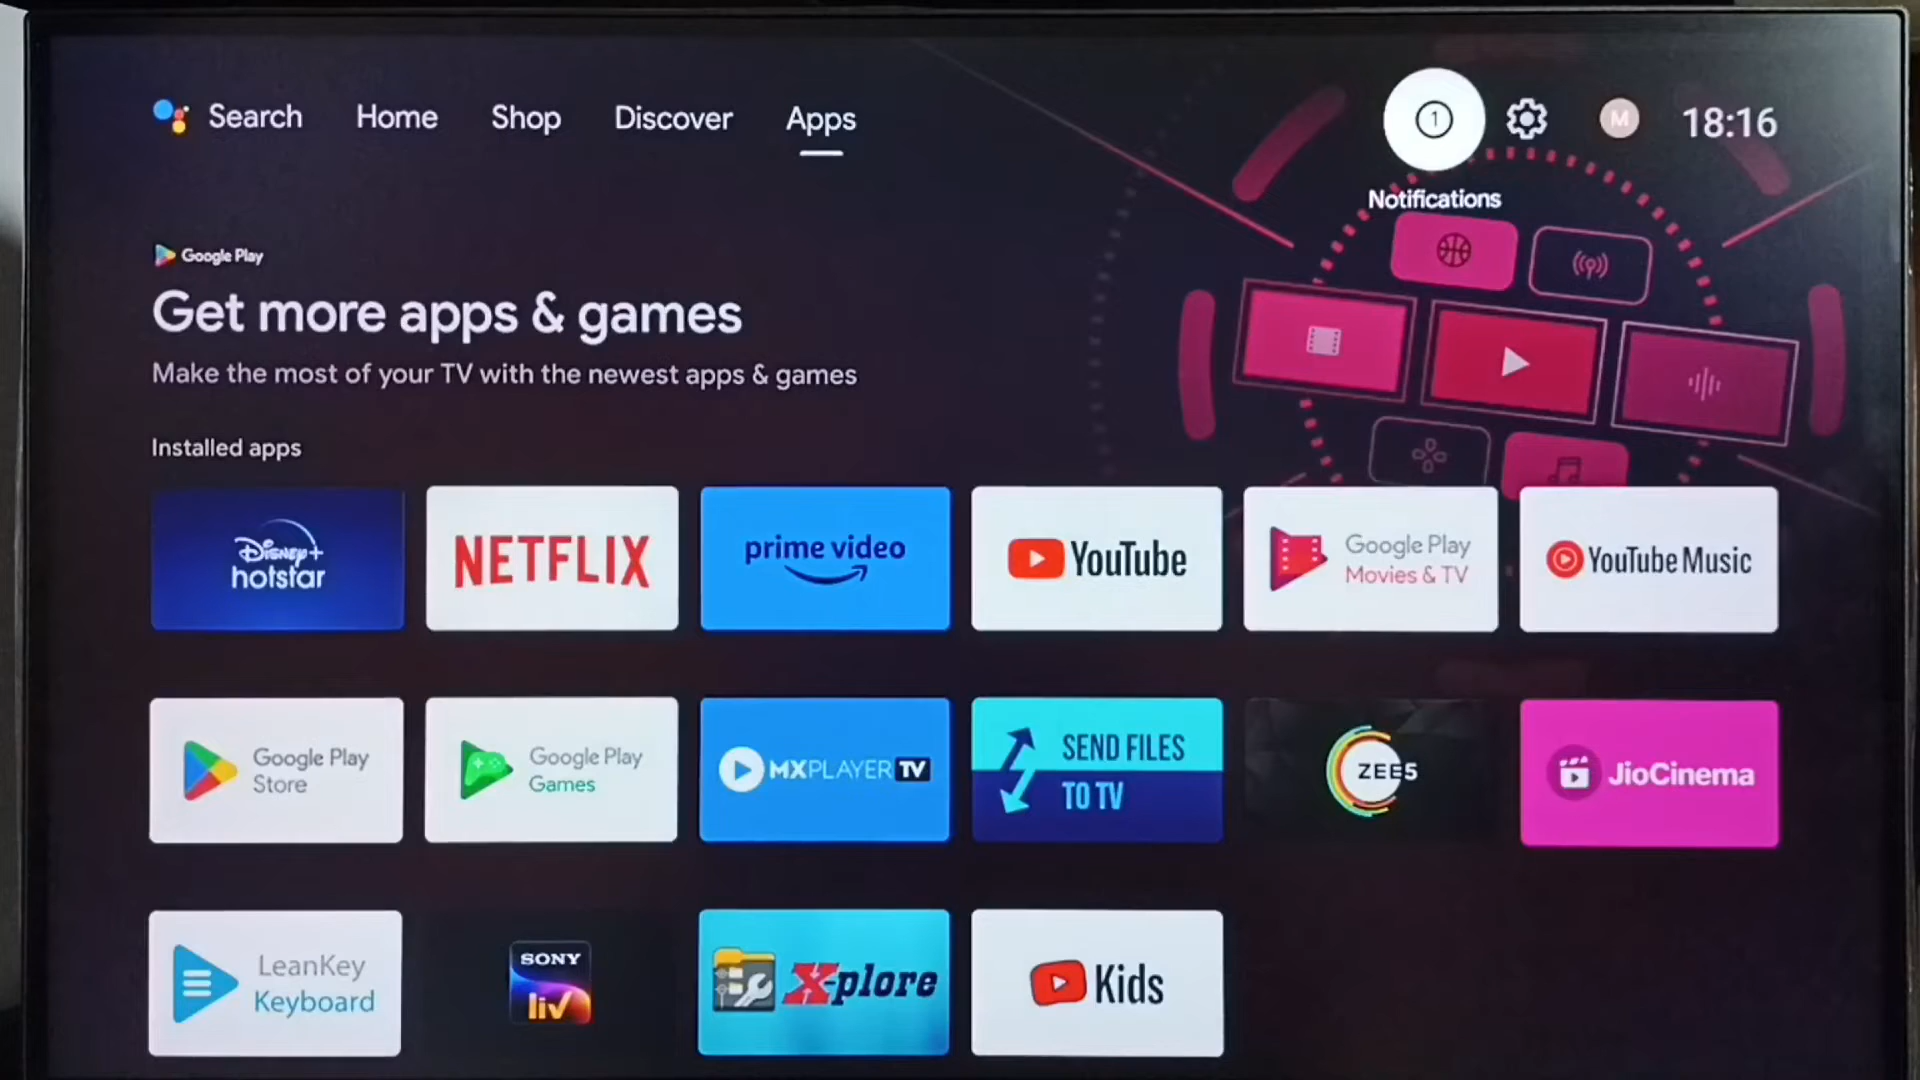 Search Home Shop Discover Apps
1
M
18:16
Notifications
Google Play
Get more apps & games
Make the most of your TV with the newest apps & games
Installed apps
Disney+
hotstar
NETFLIX
prime video
YouTube
Google Play
Movies & TV
YouTube Music
Google Play
Store
Google Play
Games
MXPLAYER TV
SEND FILES
TO TV
ZEE5
JioCinema
LeanKey
Keyboard
SONY
liv
X-plore
Kids